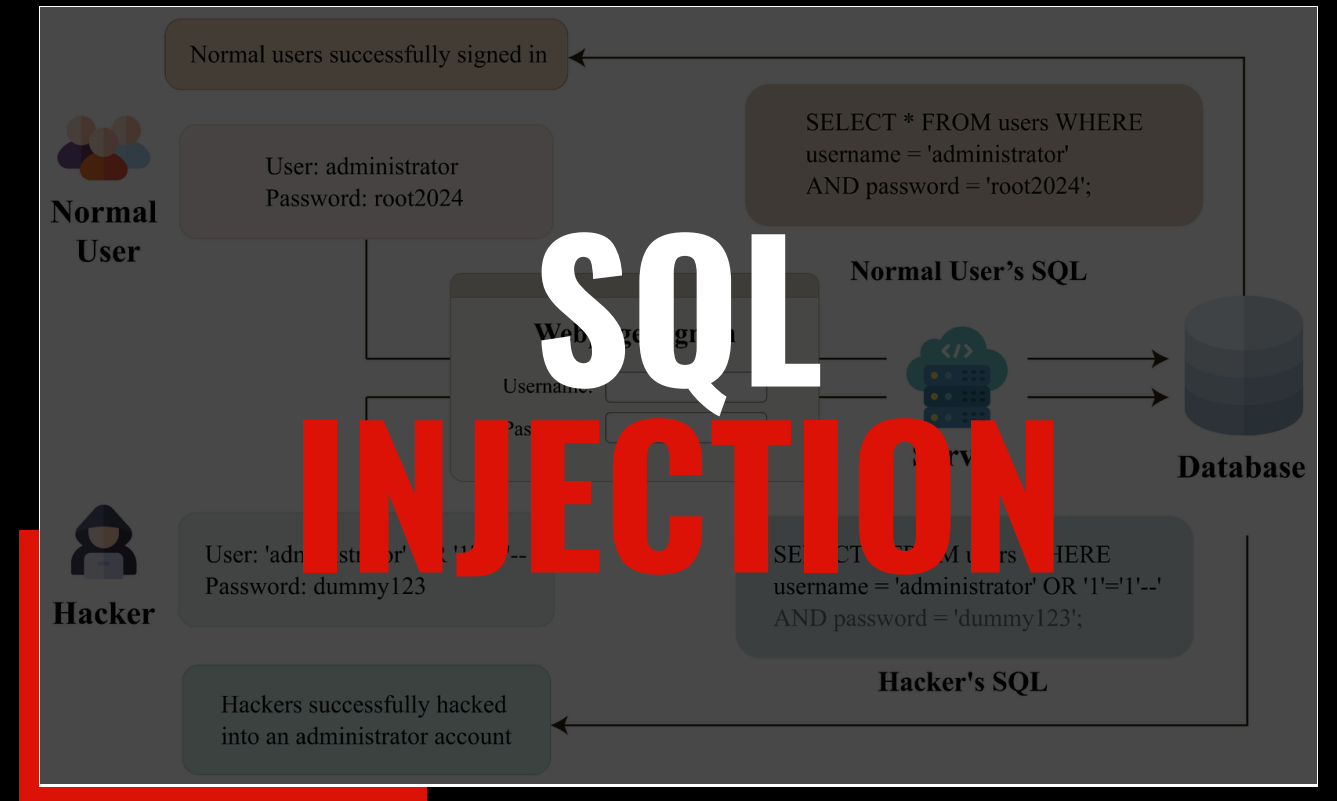 Normal users successfully signed in
SELECT * FROM users WHERE
username = 'administrator'
AND password = 'root2024';
User: administrator
Password: root2024
Normal
User
Normal User’s SQL
SQL
Username:
INJECTION
Database
User:
Password: dummy123
Hacker
username = 'administrator' OR '1'='1'--'
AND password = 'dummy123';
Hacker's SQL
Hackers successfully hacked
into an administrator account